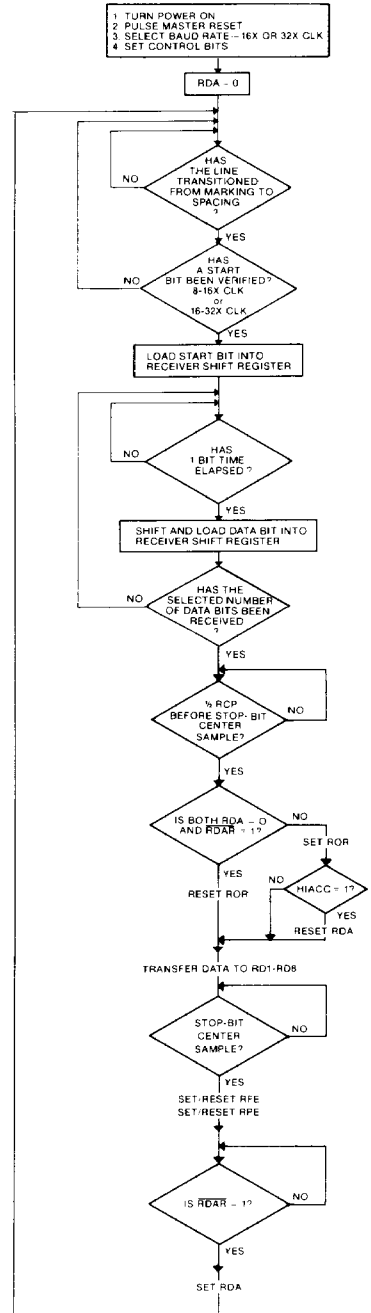 1 TURN POWER ON
2 PULSE MASTER RESET
3 SELECT BAUD RATE - 16X OR 32X CLK
4 SET CONTROL BITS
RDA = 0
HAS
THE LINE
TRANSITIONED
FROM MARKING TO
SPACING
?
NO
YES
HAS
A START
BIT BEEN VERIFIED?
8-16X CLK
or
16-32X CLK
NO
YES
LOAD START BIT INTO
RECEIVER SHIFT REGISTER
HAS
1 BIT TIME
ELAPSED?
NO
YES
SHIFT AND LOAD DATA BIT INTO
RECEIVER SHIFT REGISTER
HAS THE
SELECTED NUMBER
OF DATA BITS BEEN
RECEIVED
?
NO
YES
½ RCP
BEFORE STOP-BIT
CENTER
SAMPLE?
NO
YES
IS BOTH RDA = 0
AND RDAR = 1?
NO
SET ROR
YES
RESET ROR
HIACC = 1?
NO
YES
RESET RDA
TRANSFER DATA TO RD1-RD8
STOP-BIT
CENTER
SAMPLE?
NO
YES
SET/RESET RFE
SET/RESET RPE
IS RDAR = 1?
NO
YES
SET RDA